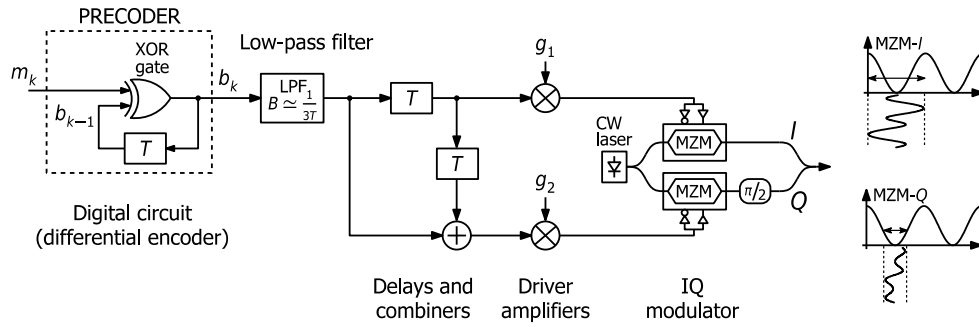 PRECODER
XOR
gate
m_k
b_k
b_{k-1}
T
Digital circuit
(differential encoder)
Low-pass filter
LPF
B ≃ 1/3T
T
T
+
Delays and
combiners
g_1
g_2
Driver
amplifiers
CW
laser
MZM
MZM
π/2
I
Q
IQ
modulator
MZM-I
MZM-Q